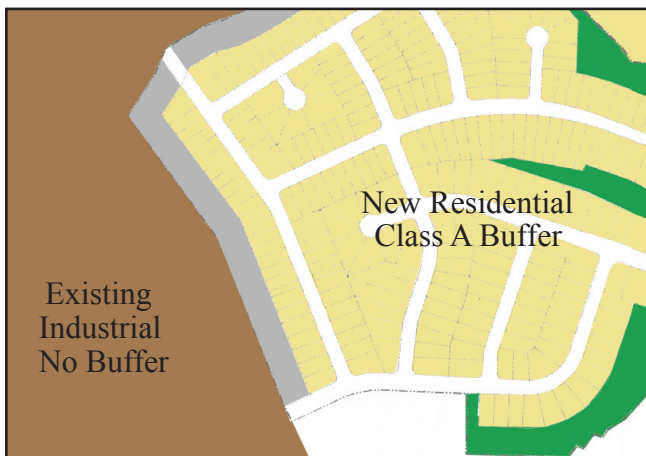 New Residential
Class A Buffer
Existing
Industrial
No Buffer